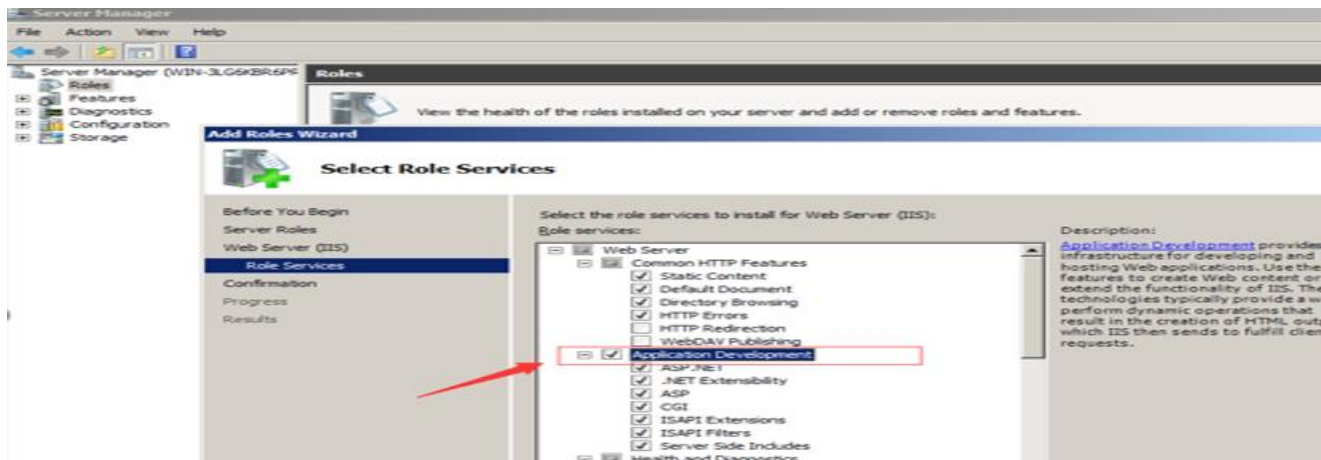 Server Manager
File Action View Help
Server Manager (WIN-3LG6KBR6P
Roles
Features
Diagnostics
Configuration
Storage
Roles
View the health of the roles installed on your server and add or remove roles and features.
Add Roles Wizard
Select Role Services
Before You Begin
Server Roles
Web Server (IIS)
Role Services
Confirmation
Progress
Results
Select the role services to install for Web Server (IIS):
Role services:
Web Server
Common HTTP Features
Static Content
Default Document
Directory Browsing
HTTP Errors
HTTP Redirection
WebDAV Publishing
Application Development
ASP.NET
.NET Extensibility
ASP
CGI
ISAPI Extensions
ISAPI Filters
Server Side Includes
Health and Diagnostics
Description:
Application Development provides
infrastructure for developing and
hosting Web applications. Use the
features to create Web content or
extend the functionality of IIS. The
technologies typically provide a w
perform dynamic operations that
result in the creation of HTML out
which IIS then sends to fulfill clien
requests.